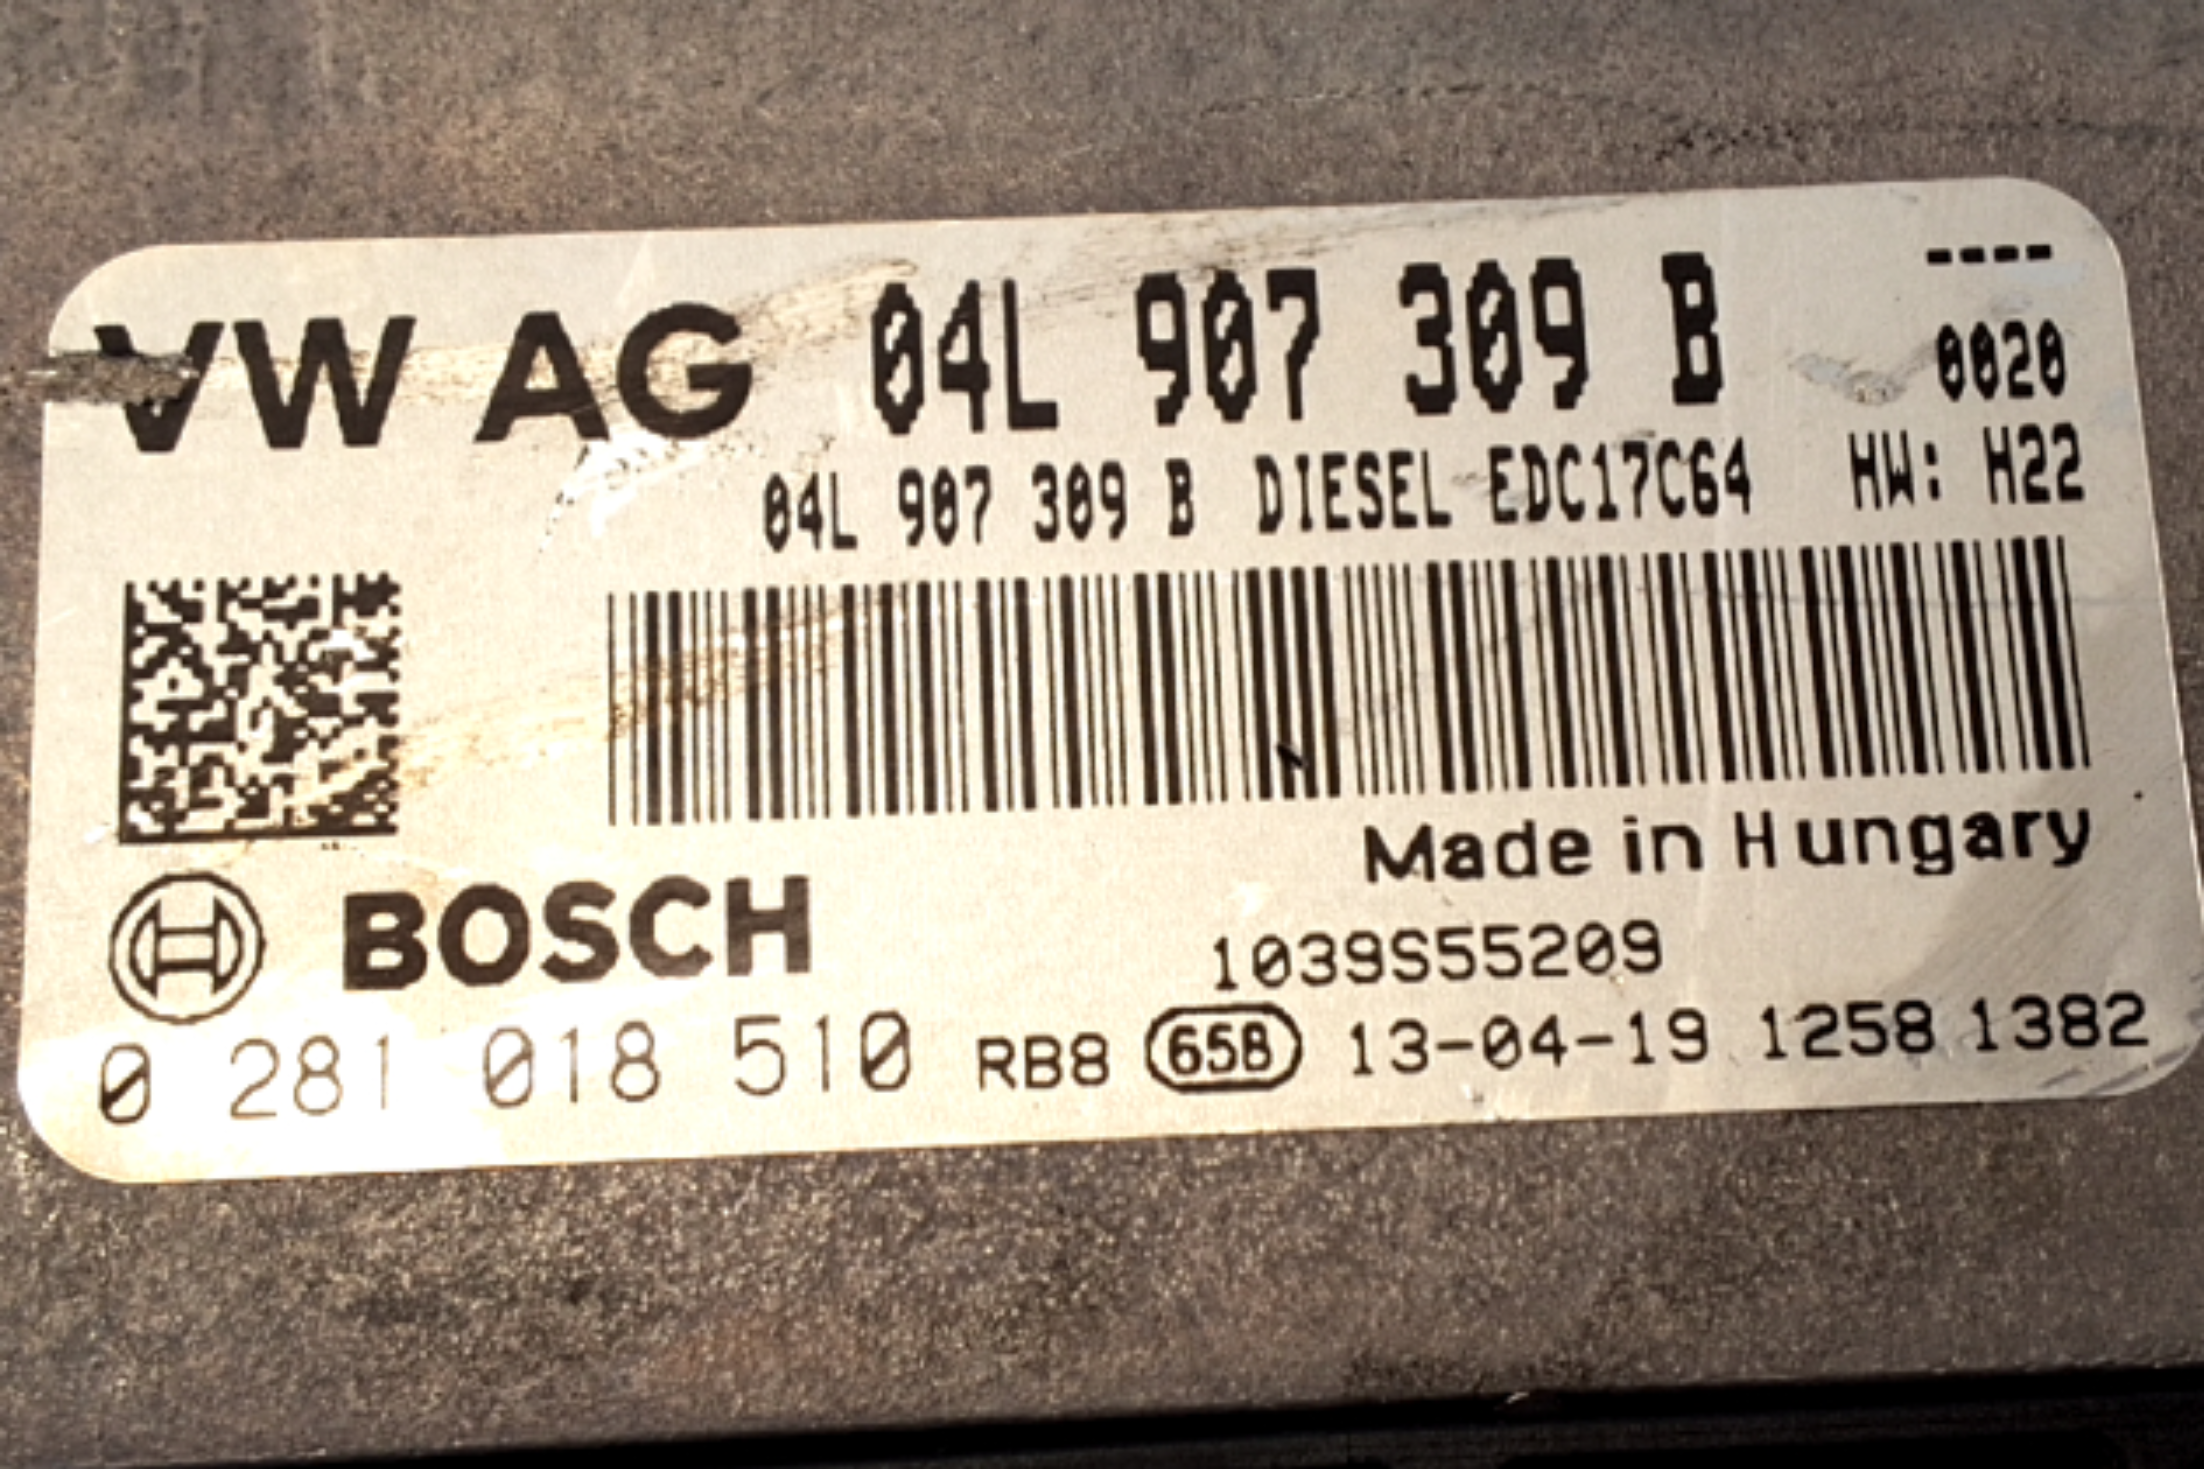 ----
VW AG 04L 907 309 B 0020
04L 907 309 B DIESEL EDC17C64 HW: H22
Made in Hungary
BOSCH 1039S55209
0 281 018 510 RB8 65B 13-04-19 1258 1382